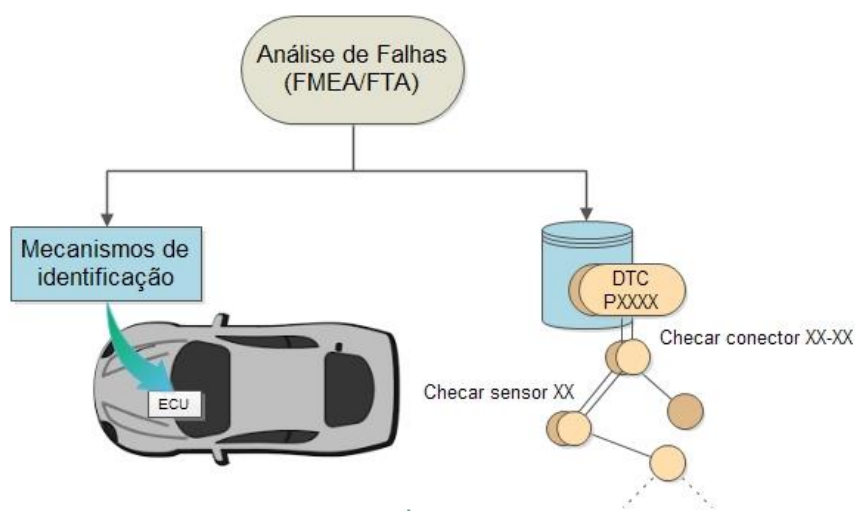 Análise de Falhas
(FMEA/FTA)
Mecanismos de
identificação
ECU
DTC
PXXXX
Checar conector XX-XX
Checar sensor XX